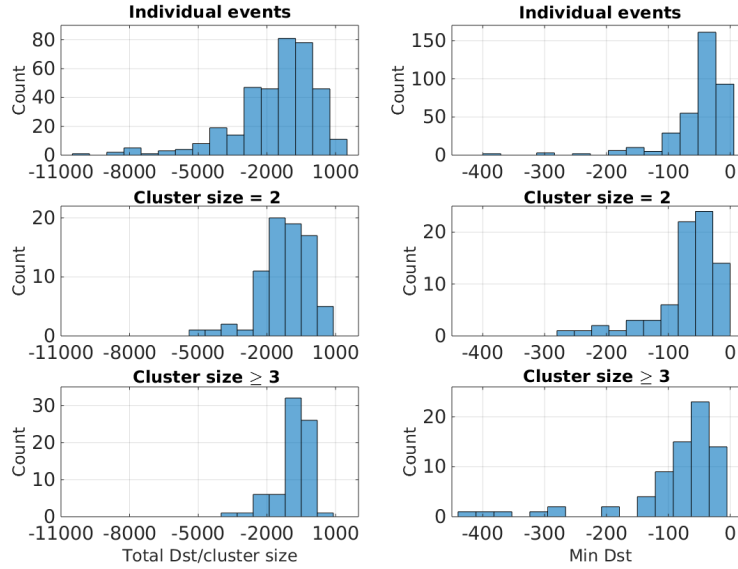 Individual events
80
60
40
20
0
Count
-11000 -8000 -5000 -2000 1000
Individual events
150
100
50
0
Count
-400 -300 -200 -100 0
Cluster size = 2
20
10
0
Count
-11000 -8000 -5000 -2000 1000
Cluster size = 2
20
10
0
Count
-400 -300 -200 -100 0
Cluster size ≥ 3
30
20
10
0
Count
-11000 -8000 -5000 -2000 1000
Total Dst/cluster size
Cluster size ≥ 3
20
10
0
Count
-400 -300 -200 -100 0
Min Dst